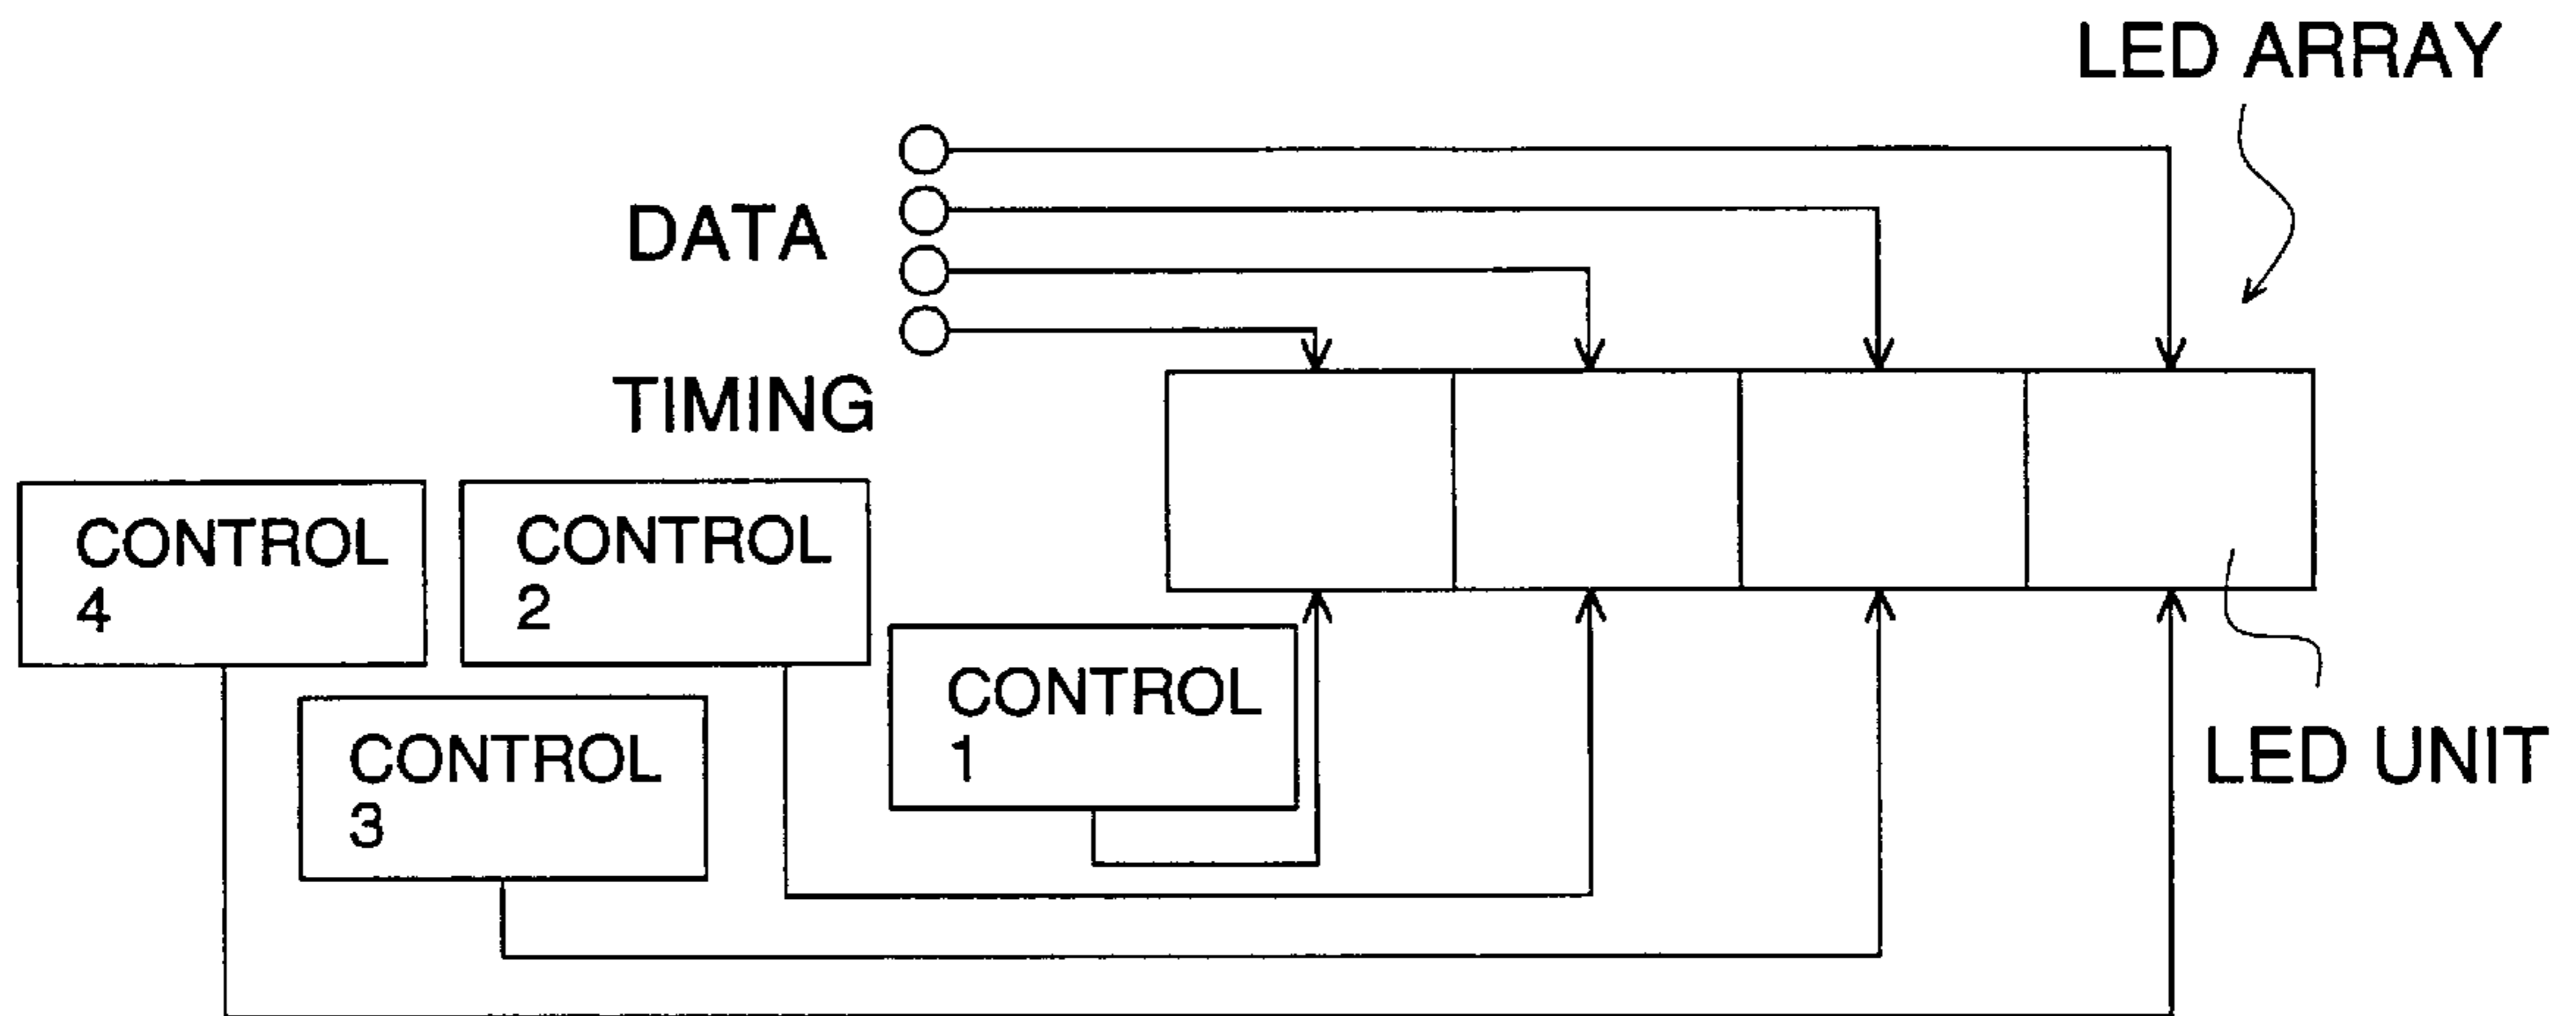 LED ARRAY
DATA
TIMING
CONTROL
4
CONTROL
2
CONTROL
1
CONTROL
3
LED UNIT